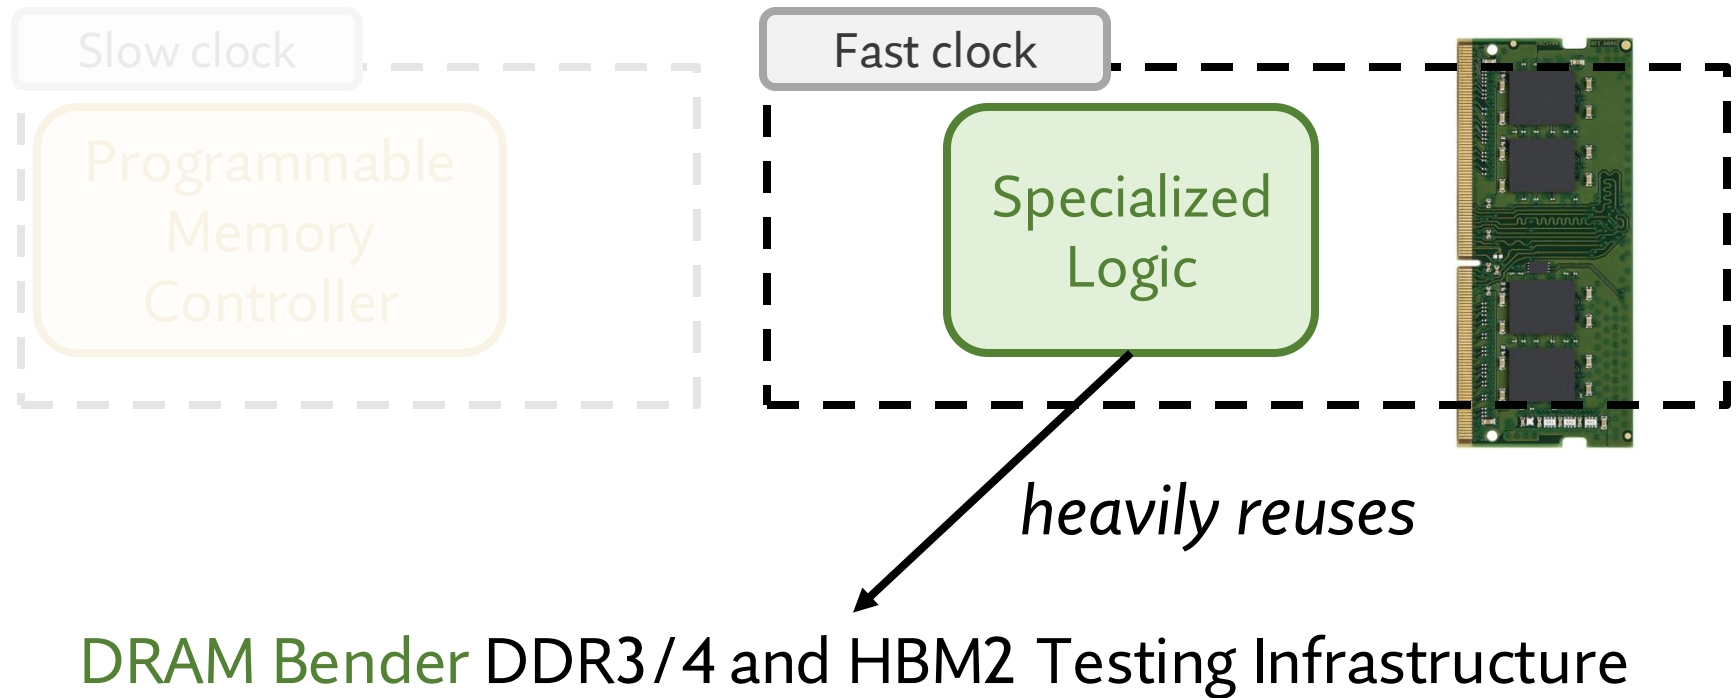 Slow clock
Fast clock
Programmable
Memory
Controller
Specialized
Logic
heavily reuses
DRAM Bender DDR3/4 and HBM2 Testing Infrastructure